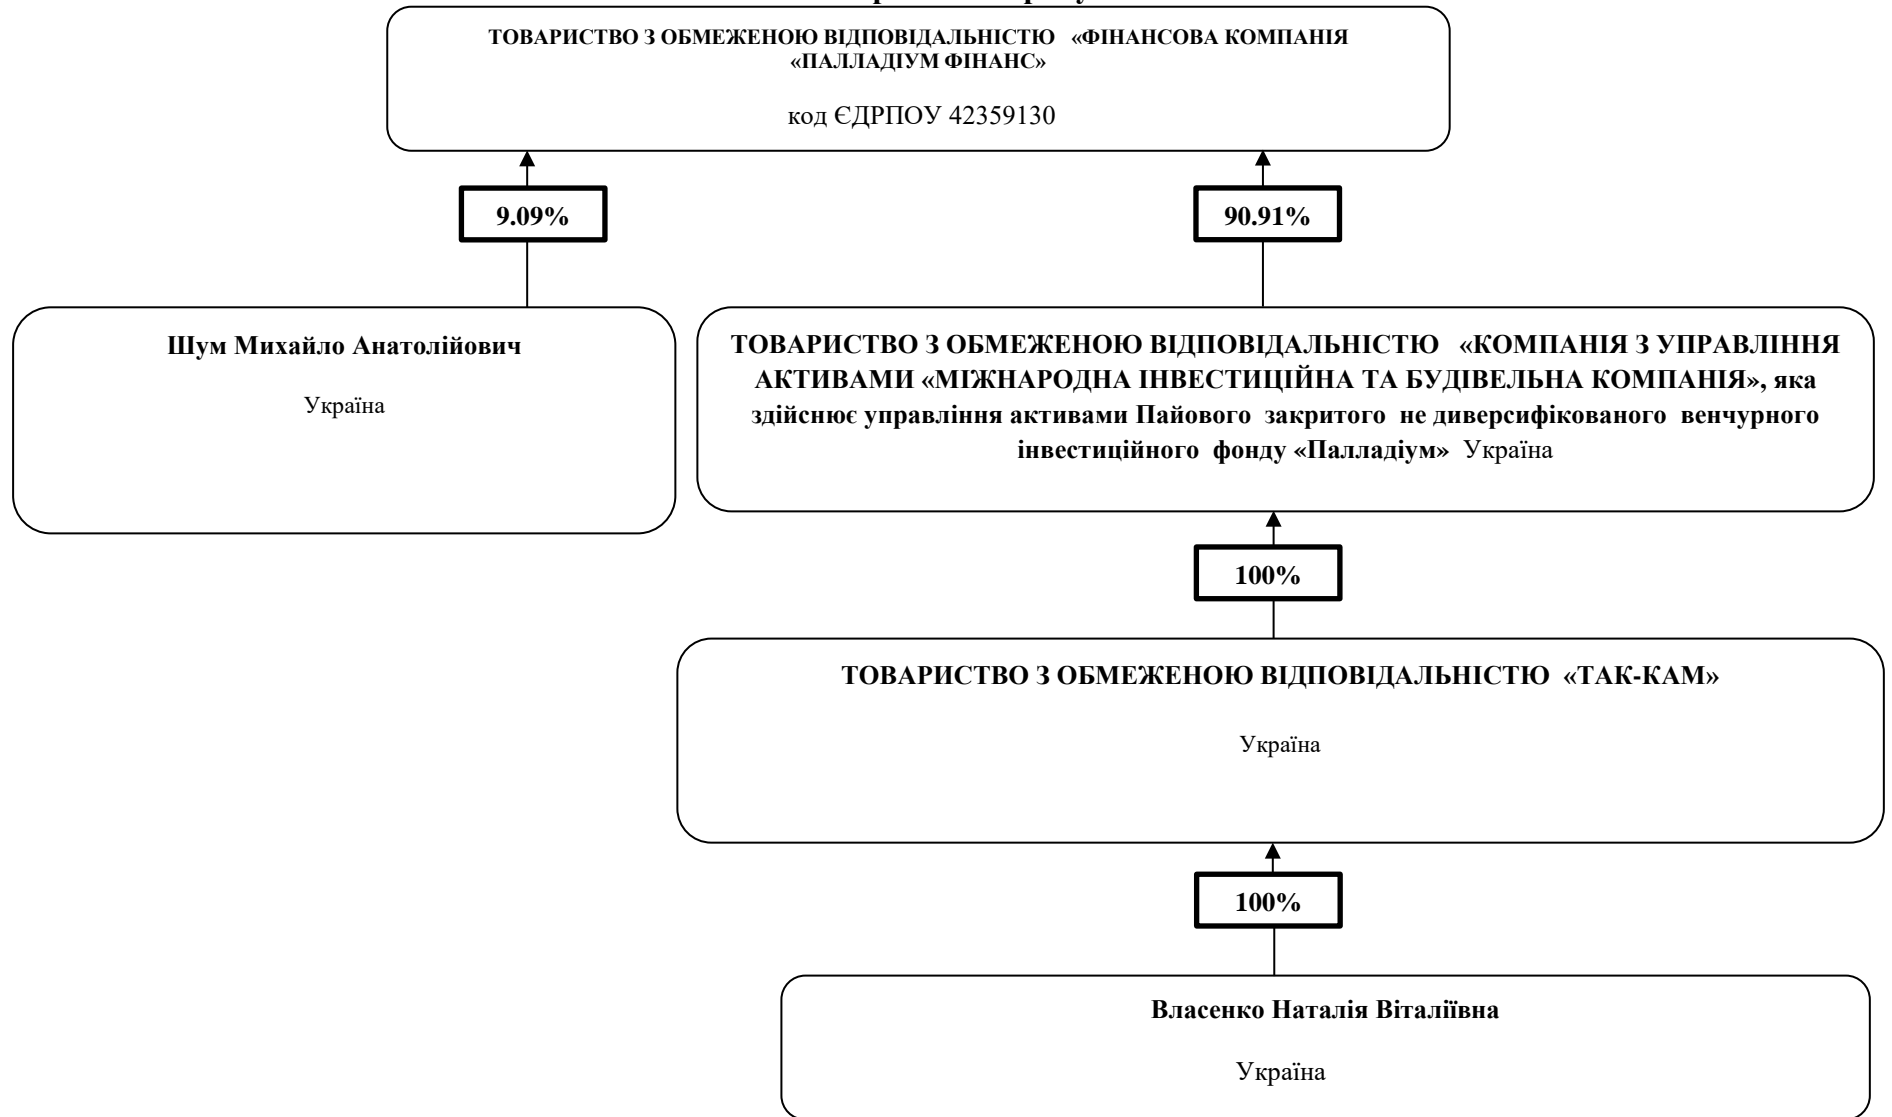 ТОВАРИСТВО З ОБМЕЖЕНОЮ ВІДПОВІДАЛЬНІСТЮ «ФІНАНСОВА КОМПАНІЯ
«ПАЛЛАДІУМ ФІНАНС»
код ЄДРПОУ 42359130
9.09%
90.91%
Шум Михайло Анатолійович
Україна
ТОВАРИСТВО З ОБМЕЖЕНОЮ ВІДПОВІДАЛЬНІСТЮ «КОМПАНІЯ З УПРАВЛІННЯ
АКТИВАМИ «МІЖНАРОДНА ІНВЕСТИЦІЙНА ТА БУДІВЕЛЬНА КОМПАНІЯ», яка
здійснює управління активами Пайового закритого не диверсифікованого венчурного
інвестиційного фонду «Палладіум» Україна
100%
ТОВАРИСТВО З ОБМЕЖЕНОЮ ВІДПОВІДАЛЬНІСТЮ «ТАК-КАМ»
Україна
100%
Власенко Наталія Віталіївна
Україна